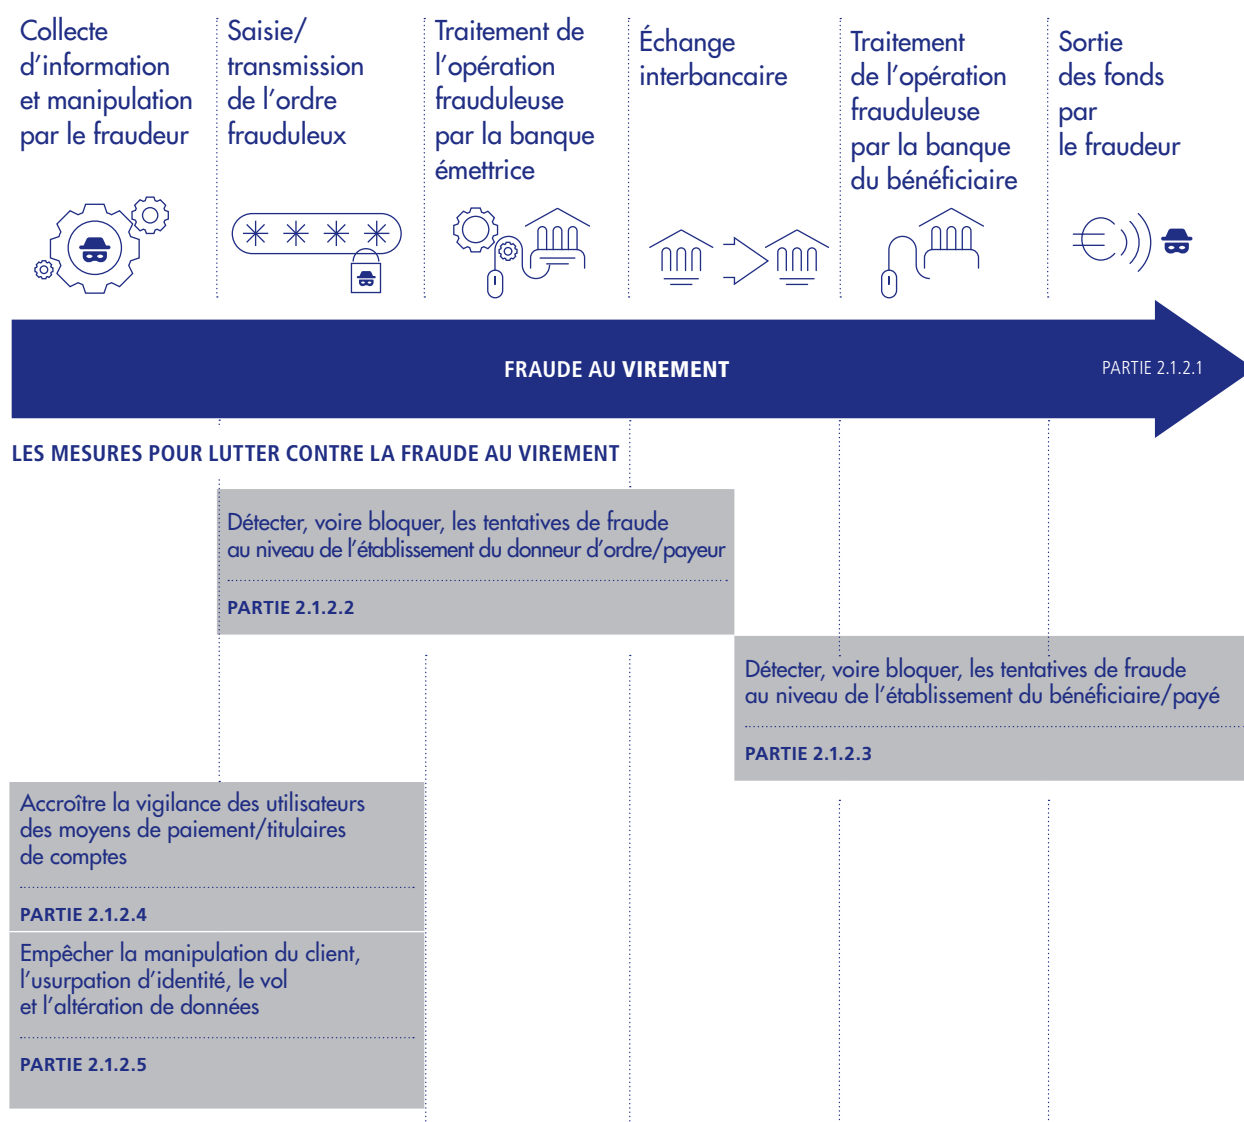 Collecte
d’information
et manipulation
par le fraudeur
Saisie/
transmission
de l’ordre
frauduleux
Traitement de
l’opération
frauduleuse
par la banque
émettrice
Échange
interbancaire
Traitement
de l’opération
frauduleuse
par la banque
du bénéficiaire
Sortie
des fonds
par
le fraudeur
FRAUDE AU VIREMENT
PARTIE 2.1.2.1
LES MESURES POUR LUTTER CONTRE LA FRAUDE AU VIREMENT
Détecter, voire bloquer, les tentatives de fraude
au niveau de l’établissement du donneur d’ordre/payeur
PARTIE 2.1.2.2
Détecter, voire bloquer, les tentatives de fraude
au niveau de l’établissement du bénéficiaire/payé
PARTIE 2.1.2.3
Accroître la vigilance des utilisateurs
des moyens de paiement/titulaires
de comptes
PARTIE 2.1.2.4
Empêcher la manipulation du client,
l’usurpation d’identité, le vol
et l’altération de données
PARTIE 2.1.2.5